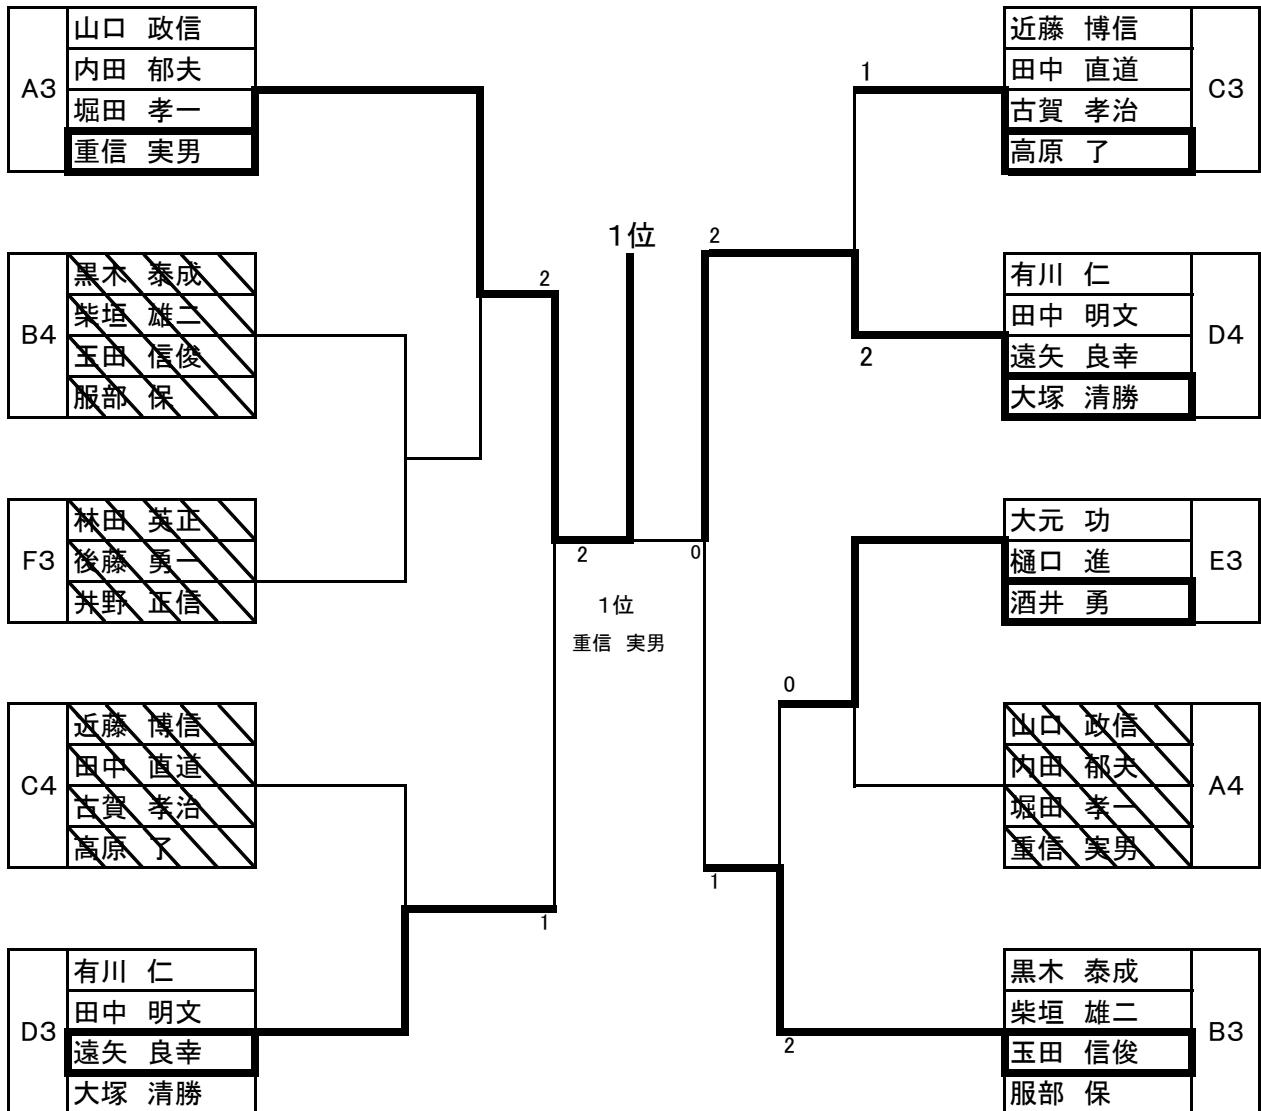 A3
山口 政信
内田 郁夫
堀田 孝一
重信 実男
B4
黒木 泰成
柴垣 雄二
玉田 信俊
服部 保
F3
林田 英正
後藤 勇一
井野 正信
C4
近藤 博信
田中 直道
古賀 孝治
高原 了
D3
有川 仁
田中 明文
遠矢 良幸
大塚 清勝
2
1
1位
2
0
1位
重信 実男
2
1
1
2
0
2
近藤 博信
田中 直道
古賀 孝治
高原 了
C3
有川 仁
田中 明文
遠矢 良幸
大塚 清勝
D4
大元 功
樋口 進
酒井 勇
E3
山口 政信
内田 郁夫
堀田 孝一
重信 実男
A4
黒木 泰成
柴垣 雄二
玉田 信俊
服部 保
B3